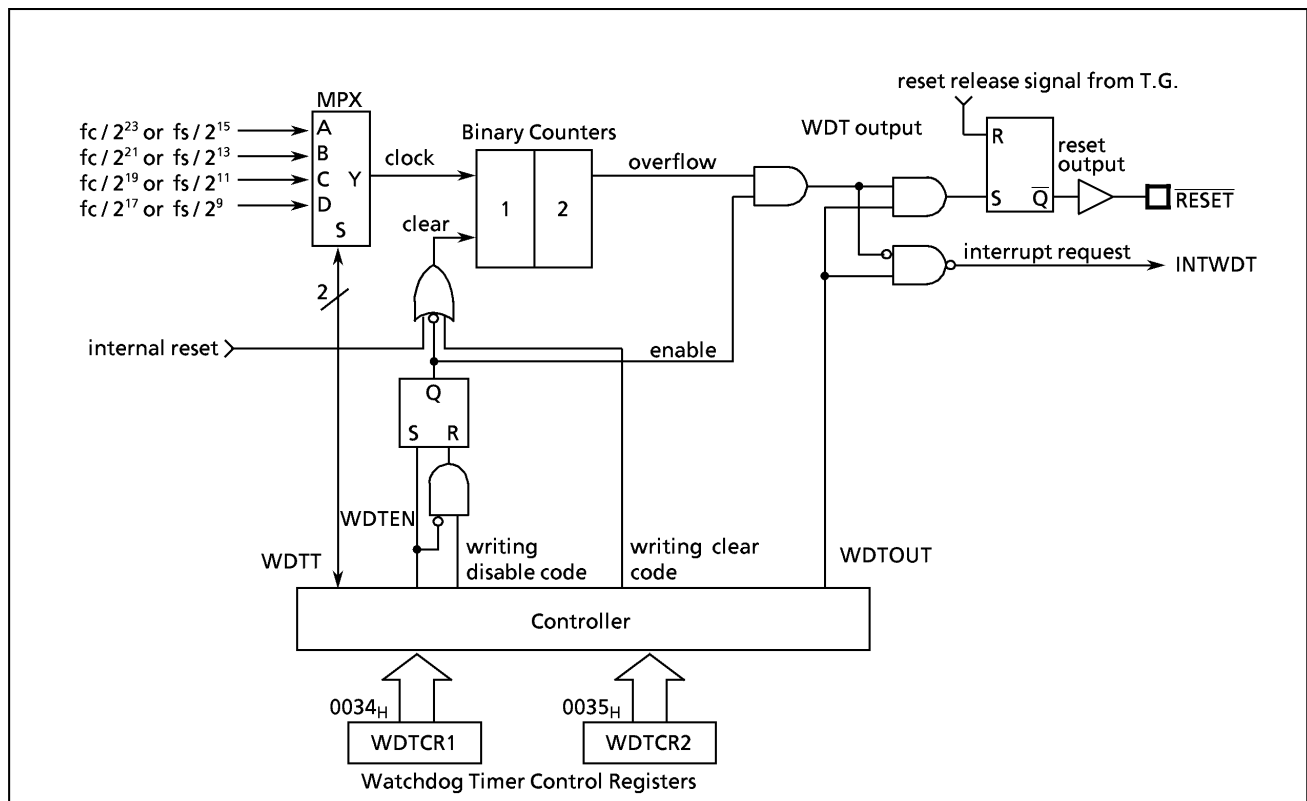 reset release signal from T.G.
MPX
WDT output
fc / 2²³ or fs / 2¹⁵
A
fc / 2²¹ or fs / 2¹³
B
fc / 2¹⁹ or fs / 2¹¹
C
Y
fc / 2¹⁷ or fs / 2⁹
D
S
clock
Binary Counters
1
2
clear
overflow
R
S
Q̅
reset
output
R̅E̅S̅E̅T̅
interrupt request
INTWDT
2
internal reset
enable
Q
S
R
WDTEN
WDTT
writing
disable code
writing clear
code
WDTOUT
Controller
0034H
WDTCR1
0035H
WDTCR2
Watchdog Timer Control Registers